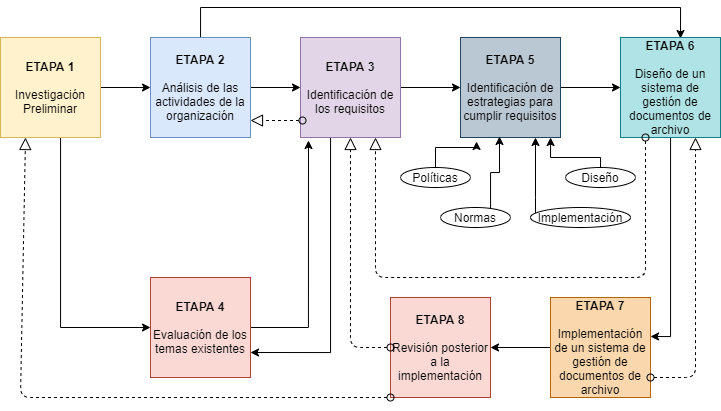 ETAPA 1
Investigación
Preliminar
ETAPA 2
Análisis de las
actividades de la
organización
ETAPA 3
Identificación de
los requisitos
ETAPA 5
Identificación de
estrategias para
cumplir requisitos
ETAPA 6
Diseño de un
sistema de
gestión de
documentos de
archivo
Políticas
Normas
Implementación
Diseño
ETAPA 4
Evaluación de los
temas existentes
ETAPA 8
Revisión posterior
a la
implementación
ETAPA 7
Implementación
de un sistema de
gestión de
documentos de
archivo